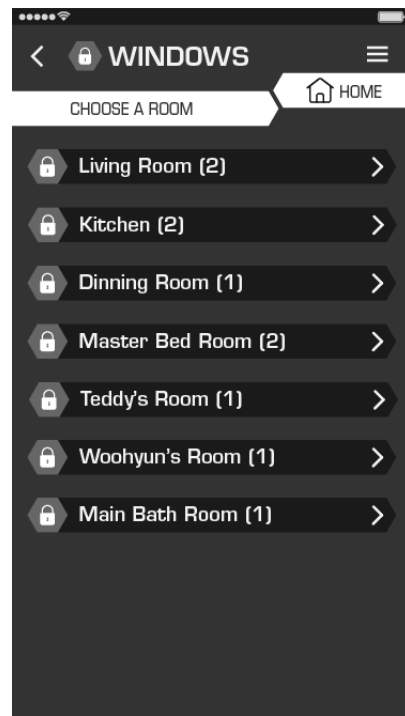 WINDOWS
HOME
CHOOSE A ROOM
Living Room (2)
Kitchen (2)
Dinning Room (1)
Master Bed Room (2)
Teddy's Room (1)
Woohyun's Room (1)
Main Bath Room (1)